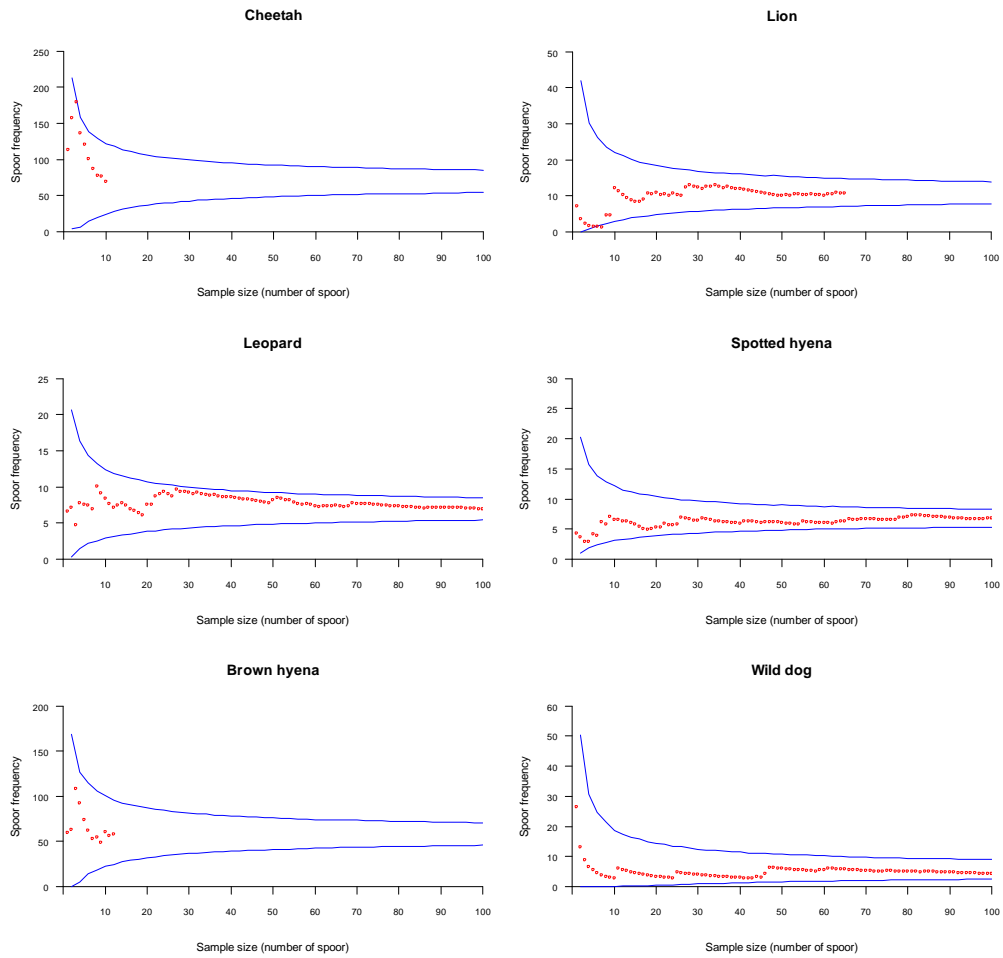 Cheetah
Spoor frequency
250
200
150
100
50
0
10 20 30 40 50 60 70 80 90 100
Sample size (number of spoor)
Lion
Spoor frequency
50
40
30
20
10
0
10 20 30 40 50 60 70 80 90 100
Sample size (number of spoor)
Leopard
Spoor frequency
25
20
15
10
5
0
10 20 30 40 50 60 70 80 90 100
Sample size (number of spoor)
Spotted hyena
Spoor frequency
30
25
20
15
10
5
0
10 20 30 40 50 60 70 80 90 100
Sample size (number of spoor)
Brown hyena
Spoor frequency
200
150
100
50
0
10 20 30 40 50 60 70 80 90 100
Sample size (number of spoor)
Wild dog
Spoor frequency
60
50
40
30
20
10
0
10 20 30 40 50 60 70 80 90 100
Sample size (number of spoor)